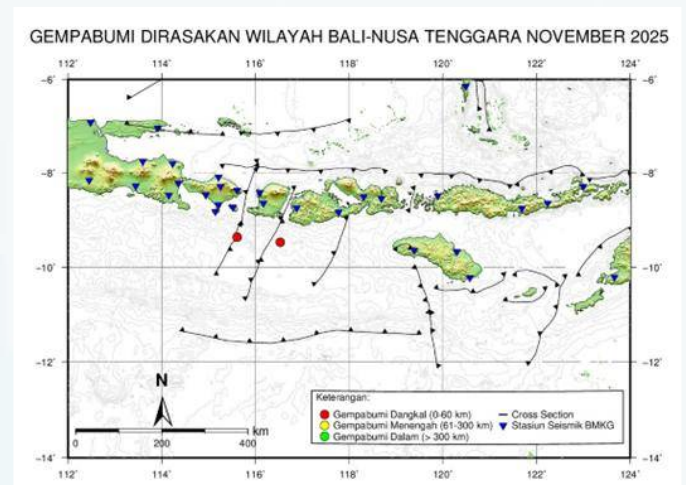 GEMPABUMI DIRASAKAN WILAYAH BALI-NUSA TENGGARA NOVEMBER 2025
112˚ 114˚ 116˚ 118˚ 120˚ 122˚ 124˚
−6˚ −6˚
−8˚ −8˚
−10˚ −10˚
−12˚ −12˚
N
Keterangan:
Gempabumi Dangkal (0-60 km) Cross Section
Gempabumi Menengah (61-300 km) Stasiun Seismik BMKG
Gempabumi Dalam (> 300 km)
km
0 200 400
−14˚ −14˚
112˚ 114˚ 116˚ 118˚ 120˚ 122˚ 124˚